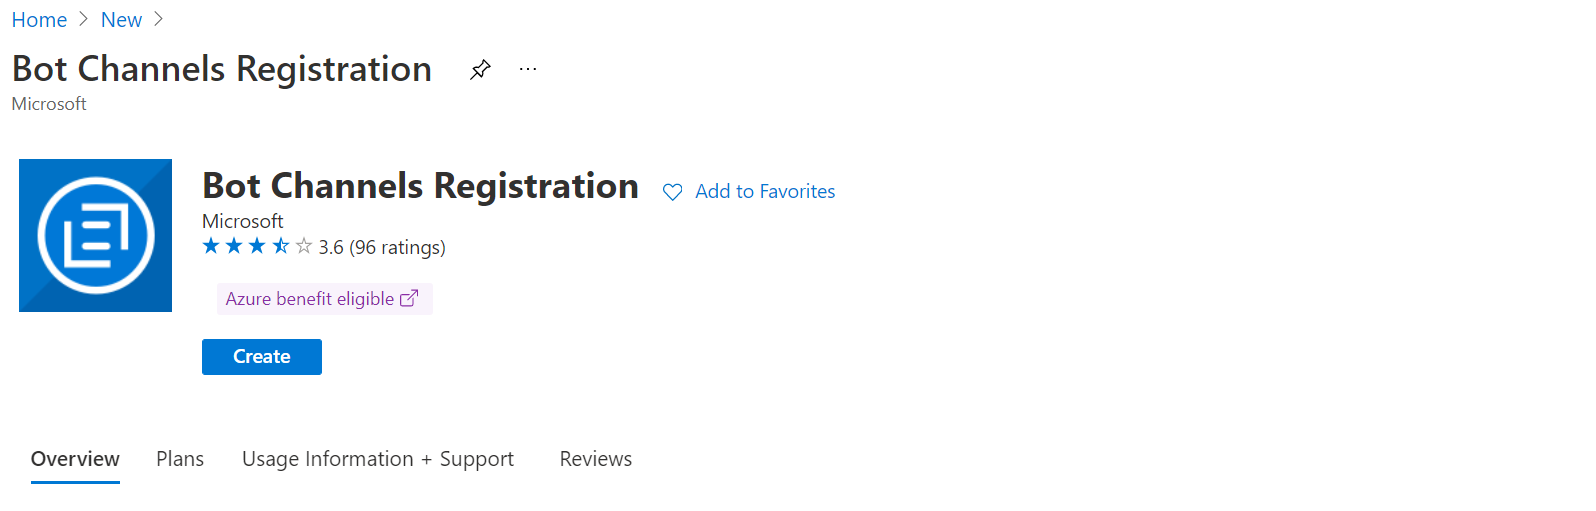 Home > New >
Bot Channels Registration ...
Microsoft
Bot Channels Registration Add to Favorites
Microsoft
3.6 (96 ratings)
Azure benefit eligible
Create
Overview Plans Usage Information + Support Reviews